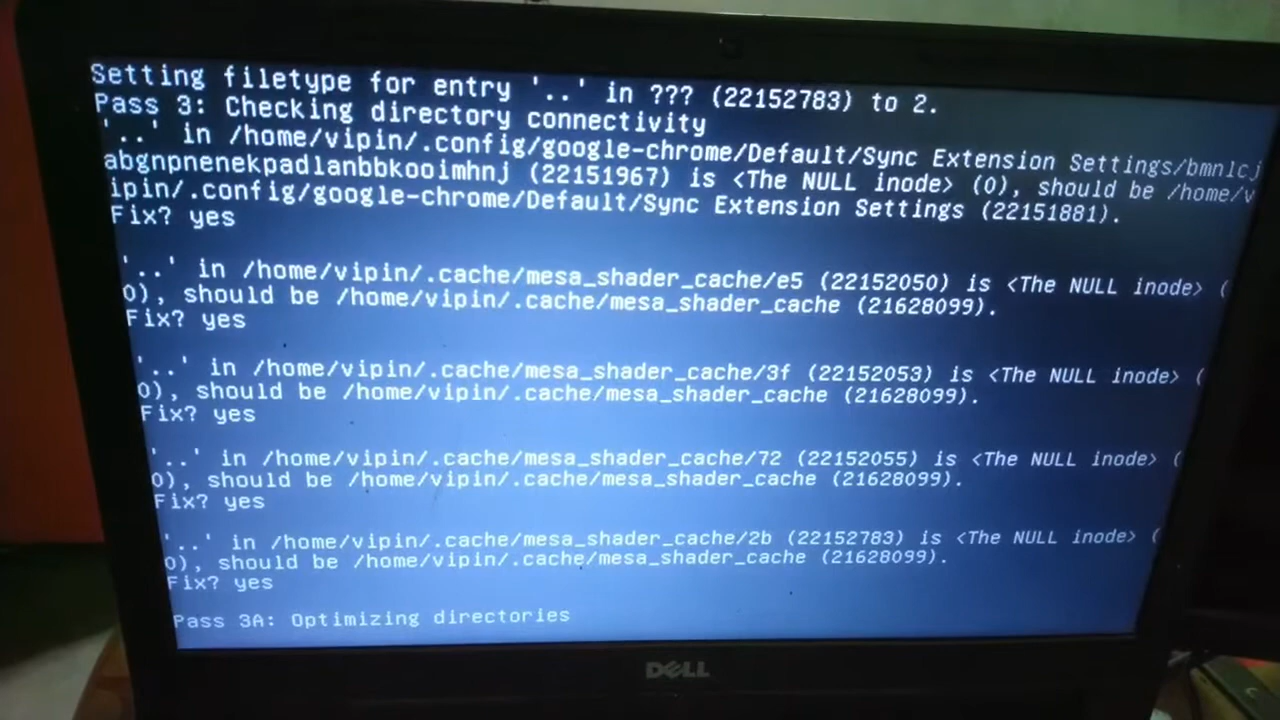 Setting filetype for entry '..' in ??? (22152783) to 2.
Pass 3: Checking directory connectivity
'..' in /home/vipin/.config/google-chrome/Default/Sync Extension Settings/bmnlcj
abgnpnenekpadlanbbkooimhnj (22151967) is <The NULL inode> (0), should be /home/v
ipin/.config/google-chrome/Default/Sync Extension Settings (22151881).
Fix? yes
'..' in /home/vipin/.cache/mesa_shader_cache/e5 (22152050) is <The NULL inode> (
0), should be /home/vipin/.cache/mesa_shader_cache (21628099).
Fix? yes
'..' in /home/vipin/.cache/mesa_shader_cache/3f (22152053) is <The NULL inode> (
0), should be /home/vipin/.cache/mesa_shader_cache (21628099).
Fix? yes
'..' in /home/vipin/.cache/mesa_shader_cache/72 (22152055) is <The NULL inode> (
0), should be /home/vipin/.cache/mesa_shader_cache (21628099).
Fix? yes
'..' in /home/vipin/.cache/mesa_shader_cache/2b (22152783) is <The NULL inode> (
0), should be /home/vipin/.cache/mesa_shader_cache (21628099).
Fix? yes
Pass 3A: Optimizing directories
DELL